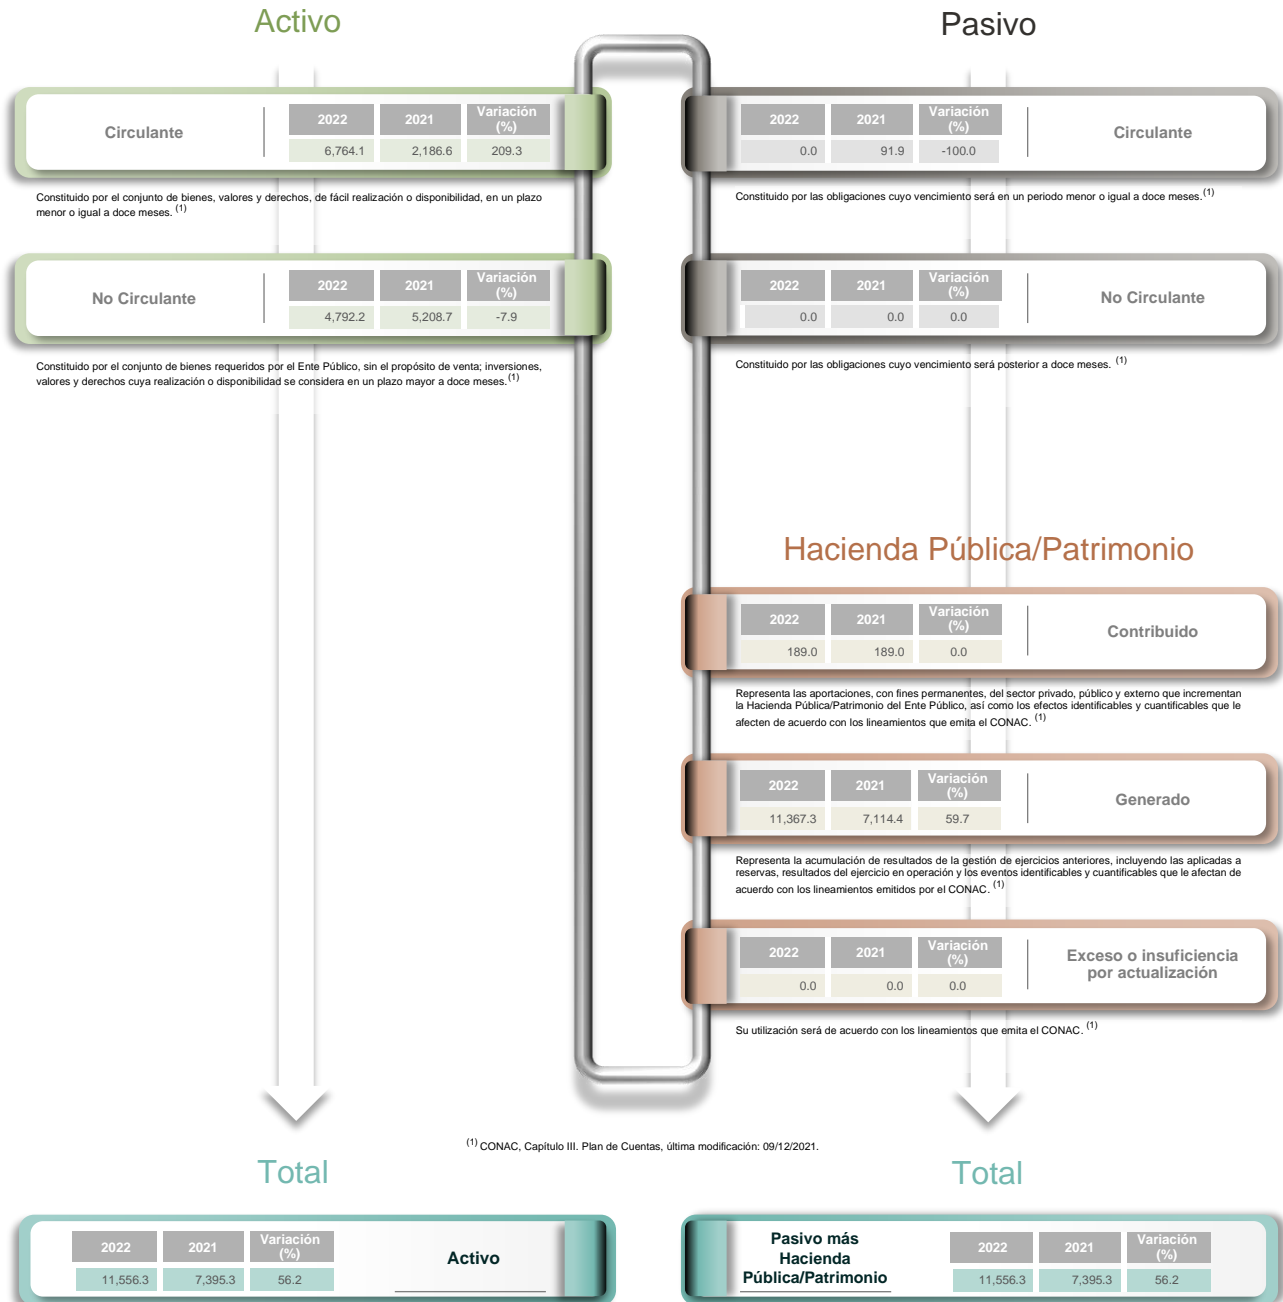 Activo
Circulante
2022 2021 Variación (%)
6,764.1 2,186.6 209.3
Constituido por el conjunto de bienes, valores y derechos, de fácil realización o disponibilidad, en un plazo
menor o igual a doce meses. (1)
No Circulante
2022 2021 Variación (%)
4,792.2 5,208.7 -7.9
Constituido por el conjunto de bienes requeridos por el Ente Público, sin el propósito de venta; inversiones,
valores y derechos cuya realización o disponibilidad se considera en un plazo mayor a doce meses. (1)
Pasivo
2022 2021 Variación (%)
0.0 91.9 -100.0
Circulante
Constituido por las obligaciones cuyo vencimiento será en un periodo menor o igual a doce meses. (1)
2022 2021 Variación (%)
0.0 0.0 0.0
No Circulante
Constituido por las obligaciones cuyo vencimiento será posterior a doce meses. (1)
Hacienda Pública/Patrimonio
2022 2021 Variación (%)
189.0 189.0 0.0
Contribuido
Representa las aportaciones, con fines permanentes, del sector privado, público y externo que incrementan
la Hacienda Pública/Patrimonio del Ente Público, así como los efectos identificables y cuantificables que le
afecten de acuerdo con los lineamientos que emita el CONAC. (1)
2022 2021 Variación (%)
11,367.3 7,114.4 59.7
Generado
Representa la acumulación de resultados de la gestión de ejercicios anteriores, incluyendo las aplicadas a
reservas, resultados del ejercicio en operación y los eventos identificables y cuantificables que le afectan de
acuerdo con los lineamientos emitidos por el CONAC. (1)
2022 2021 Variación (%)
0.0 0.0 0.0
Exceso o insuficiencia
por actualización
Su utilización será de acuerdo con los lineamientos que emita el CONAC. (1)
(1) CONAC, Capítulo III. Plan de Cuentas, última modificación: 09/12/2021.
Total
2022 2021 Variación (%)
11,556.3 7,395.3 56.2
Activo
Total
Pasivo más
Hacienda
Pública/Patrimonio
2022 2021 Variación (%)
11,556.3 7,395.3 56.2